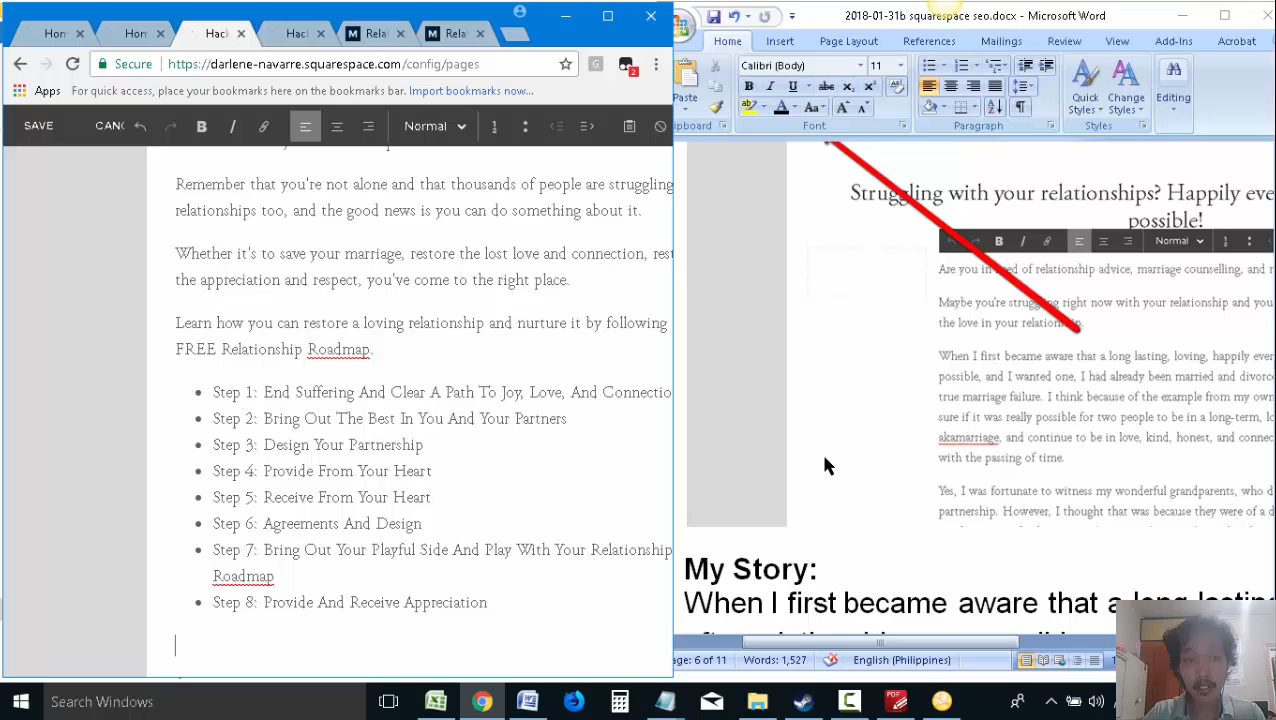 2018-01-31b squarespace seo.docx - Microsoft Word
Hom
Hom
Hack
Hack
Relat
Relat
Secure
https://darlene-navarre.squarespace.com/config/pages
2
Apps
For quick access, place your bookmarks here on the bookmarks bar. Import bookmarks now...
SAVE
CANC
Normal
Remember that you're not alone and that thousands of people are struggling
relationships too, and the good news is you can do something about it.
Whether it's to save your marriage, restore the lost love and connection, rest
the appreciation and respect, you've come to the right place.
Learn how you can restore a loving relationship and nurture it by following
FREE Relationship Roadmap.
Step 1: End Suffering And Clear A Path To Joy, Love, And Connectio
Step 2: Bring Out The Best In You And Your Partners
Step 3: Design Your Partnership
Step 4: Provide From Your Heart
Step 5: Receive From Your Heart
Step 6: Agreements And Design
Step 7: Bring Out Your Playful Side And Play With Your Relationship
Roadmap
Step 8: Provide And Receive Appreciation
Home Insert Page Layout References Mailings Review View Add-Ins Acrobat
Calibri (Body) 11
Paste
Quick Styles
Change Styles
Editing
Clipboard
Font
Paragraph
Styles
Struggling with your relationships? Happily eve
possible!
Normal
Are you in need of relationship advice, marriage counselling, and r
Maybe you're struggling right now with your relationship and you
the love in your relationship.
When I first became aware that a long lasting, loving, happily ever
possible, and I wanted one, I had already been married and divorc
true marriage failure. I think because of the example from my own
sure if it was really possible for two people to be in a long-term, lo
akamarriage, and continue to be in love, kind, honest, and connec
with the passing of time.
Yes, I was fortunate to witness my wonderful grandparents, who d
partnership. However, I thought that was because they were of a d
My Story:
When I first became aware that a long lasting
Page: 6 of 11
Words: 1,527
English (Philippines)
Search Windows